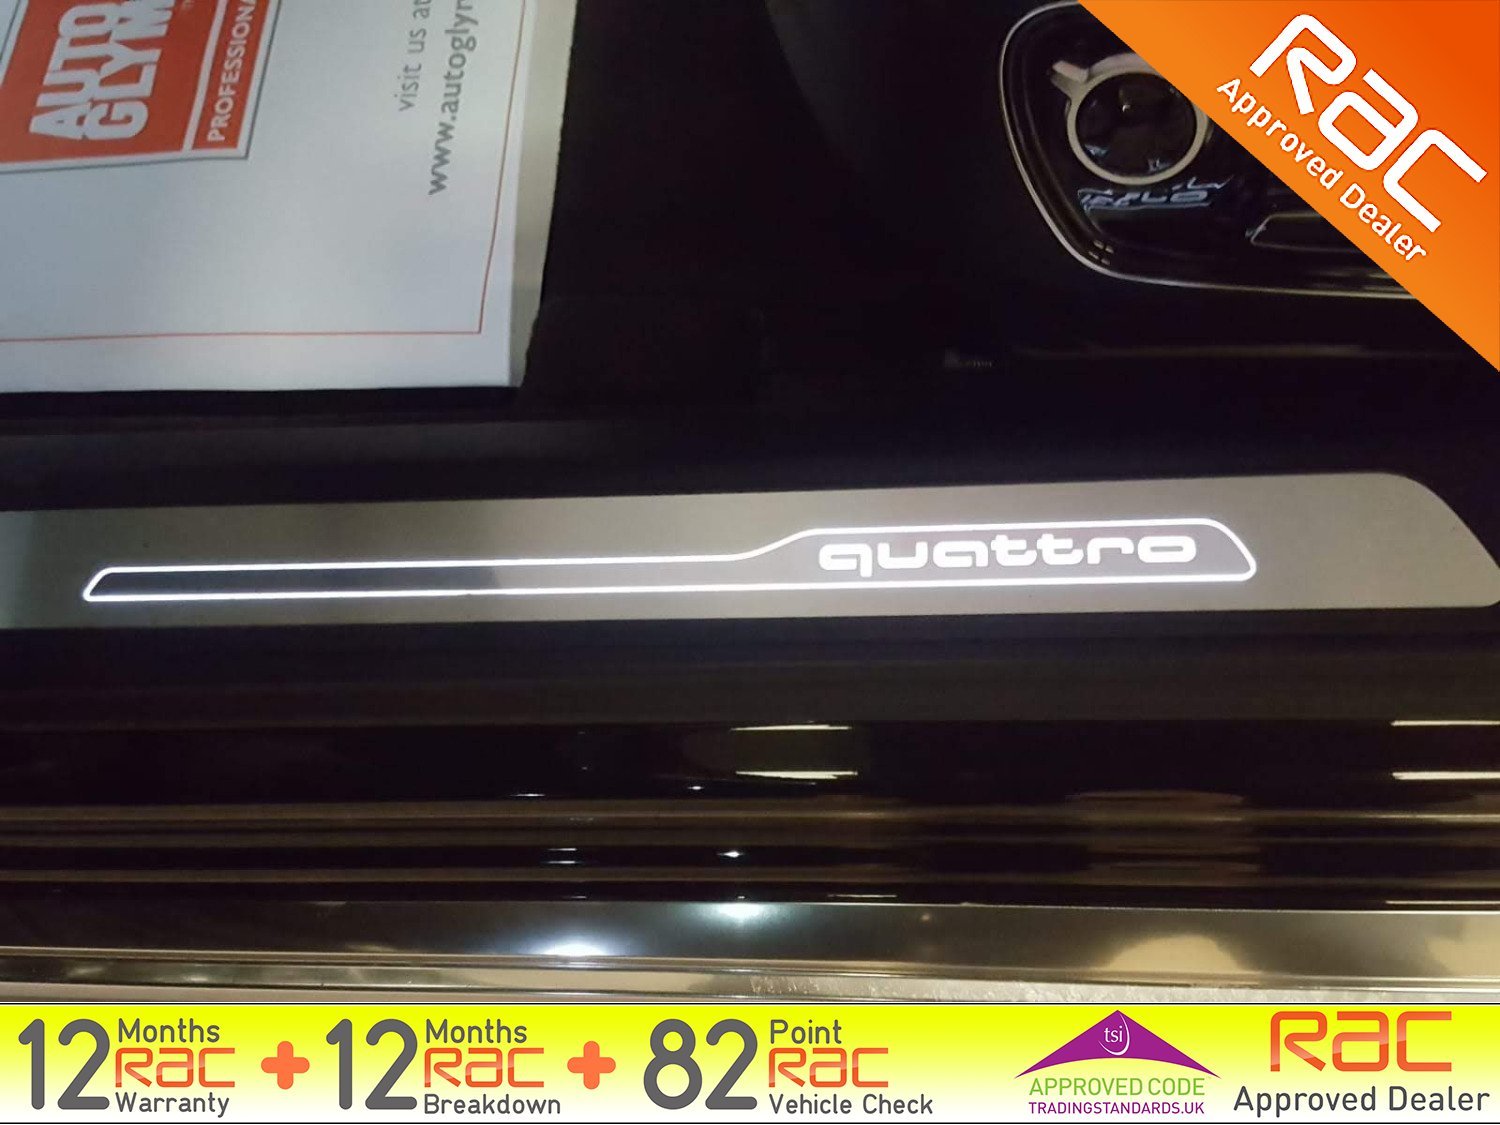 AUTO
GLYM
PROFESSIONA
visit us at
www.autoglyn
RAC
Approved Dealer
quattro
12 Months
RAC
Warranty
+
12 Months
RAC
Breakdown
+
82 Point
RAC
Vehicle Check
tsi
APPROVED CODE
TRADINGSTANDARDS.UK
RAC
Approved Dealer